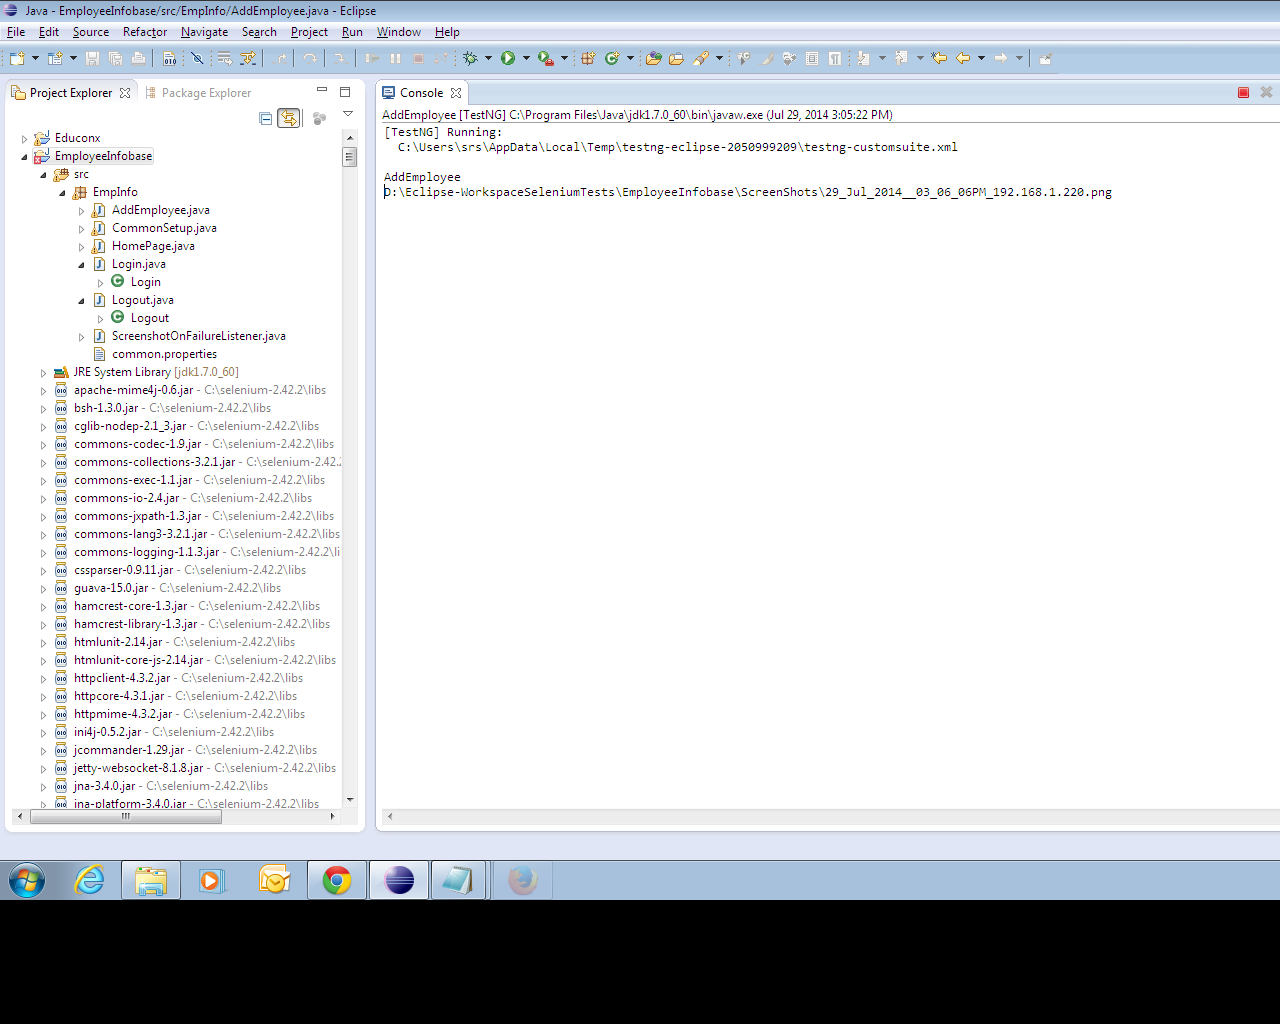 Java - EmployeeInfobase/src/EmpInfo/AddEmployee.java - Eclipse
File Edit Source Refactor Navigate Search Project Run Window Help
Project Explorer Package Explorer
Educonx
EmployeeInfobase
src
EmpInfo
AddEmployee.java
CommonSetup.java
HomePage.java
Login.java
Login
Logout.java
Logout
ScreenshotOnFailureListener.java
common.properties
JRE System Library [jdk1.7.0_60]
apache-mime4j-0.6.jar - C:\selenium-2.42.2\libs
bsh-1.3.0.jar - C:\selenium-2.42.2\libs
cglib-nodep-2.1_3.jar - C:\selenium-2.42.2\libs
commons-codec-1.9.jar - C:\selenium-2.42.2\libs
commons-collections-3.2.1.jar - C:\selenium-2.42.
commons-exec-1.1.jar - C:\selenium-2.42.2\libs
commons-io-2.4.jar - C:\selenium-2.42.2\libs
commons-jxpath-1.3.jar - C:\selenium-2.42.2\libs
commons-lang3-3.2.1.jar - C:\selenium-2.42.2\libs
commons-logging-1.1.3.jar - C:\selenium-2.42.2\li
cssparser-0.9.11.jar - C:\selenium-2.42.2\libs
guava-15.0.jar - C:\selenium-2.42.2\libs
hamcrest-core-1.3.jar - C:\selenium-2.42.2\libs
hamcrest-library-1.3.jar - C:\selenium-2.42.2\libs
htmlunit-2.14.jar - C:\selenium-2.42.2\libs
htmlunit-core-js-2.14.jar - C:\selenium-2.42.2\libs
httpclient-4.3.2.jar - C:\selenium-2.42.2\libs
httpcore-4.3.1.jar - C:\selenium-2.42.2\libs
httpmime-4.3.2.jar - C:\selenium-2.42.2\libs
ini4j-0.5.2.jar - C:\selenium-2.42.2\libs
jcommander-1.29.jar - C:\selenium-2.42.2\libs
jetty-websocket-8.1.8.jar - C:\selenium-2.42.2\libs
jna-3.4.0.jar - C:\selenium-2.42.2\libs
jna-platform-3.4.0.jar - C:\selenium-2.42.2\libs
Console
AddEmployee [TestNG] C:\Program Files\Java\jdk1.7.0_60\bin\javaw.exe (Jul 29, 2014 3:05:22 PM)
[TestNG] Running:
C:\Users\srs\AppData\Local\Temp\testng-eclipse-2050999209\testng-customsuite.xml
AddEmployee
D:\Eclipse-WorkspaceSeleniumTests\EmployeeInfobase\ScreenShots\29_Jul_2014__03_06_06PM_192.168.1.220.png